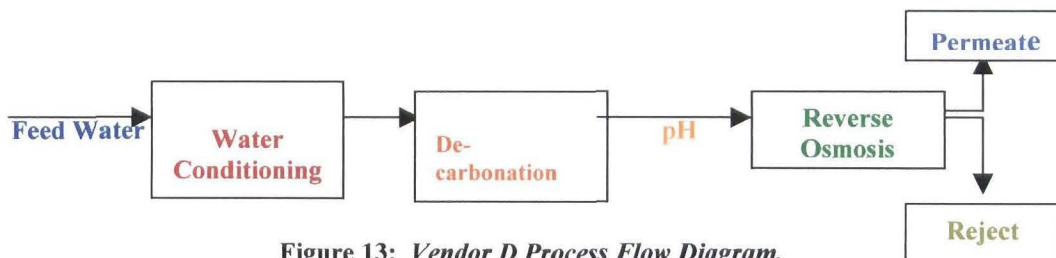 Permeate
Feed Water
Water
Conditioning
De-
carbonation
pH
Reverse
Osmosis
Reject
Figure 13: Vendor D Process Flow Diagram.